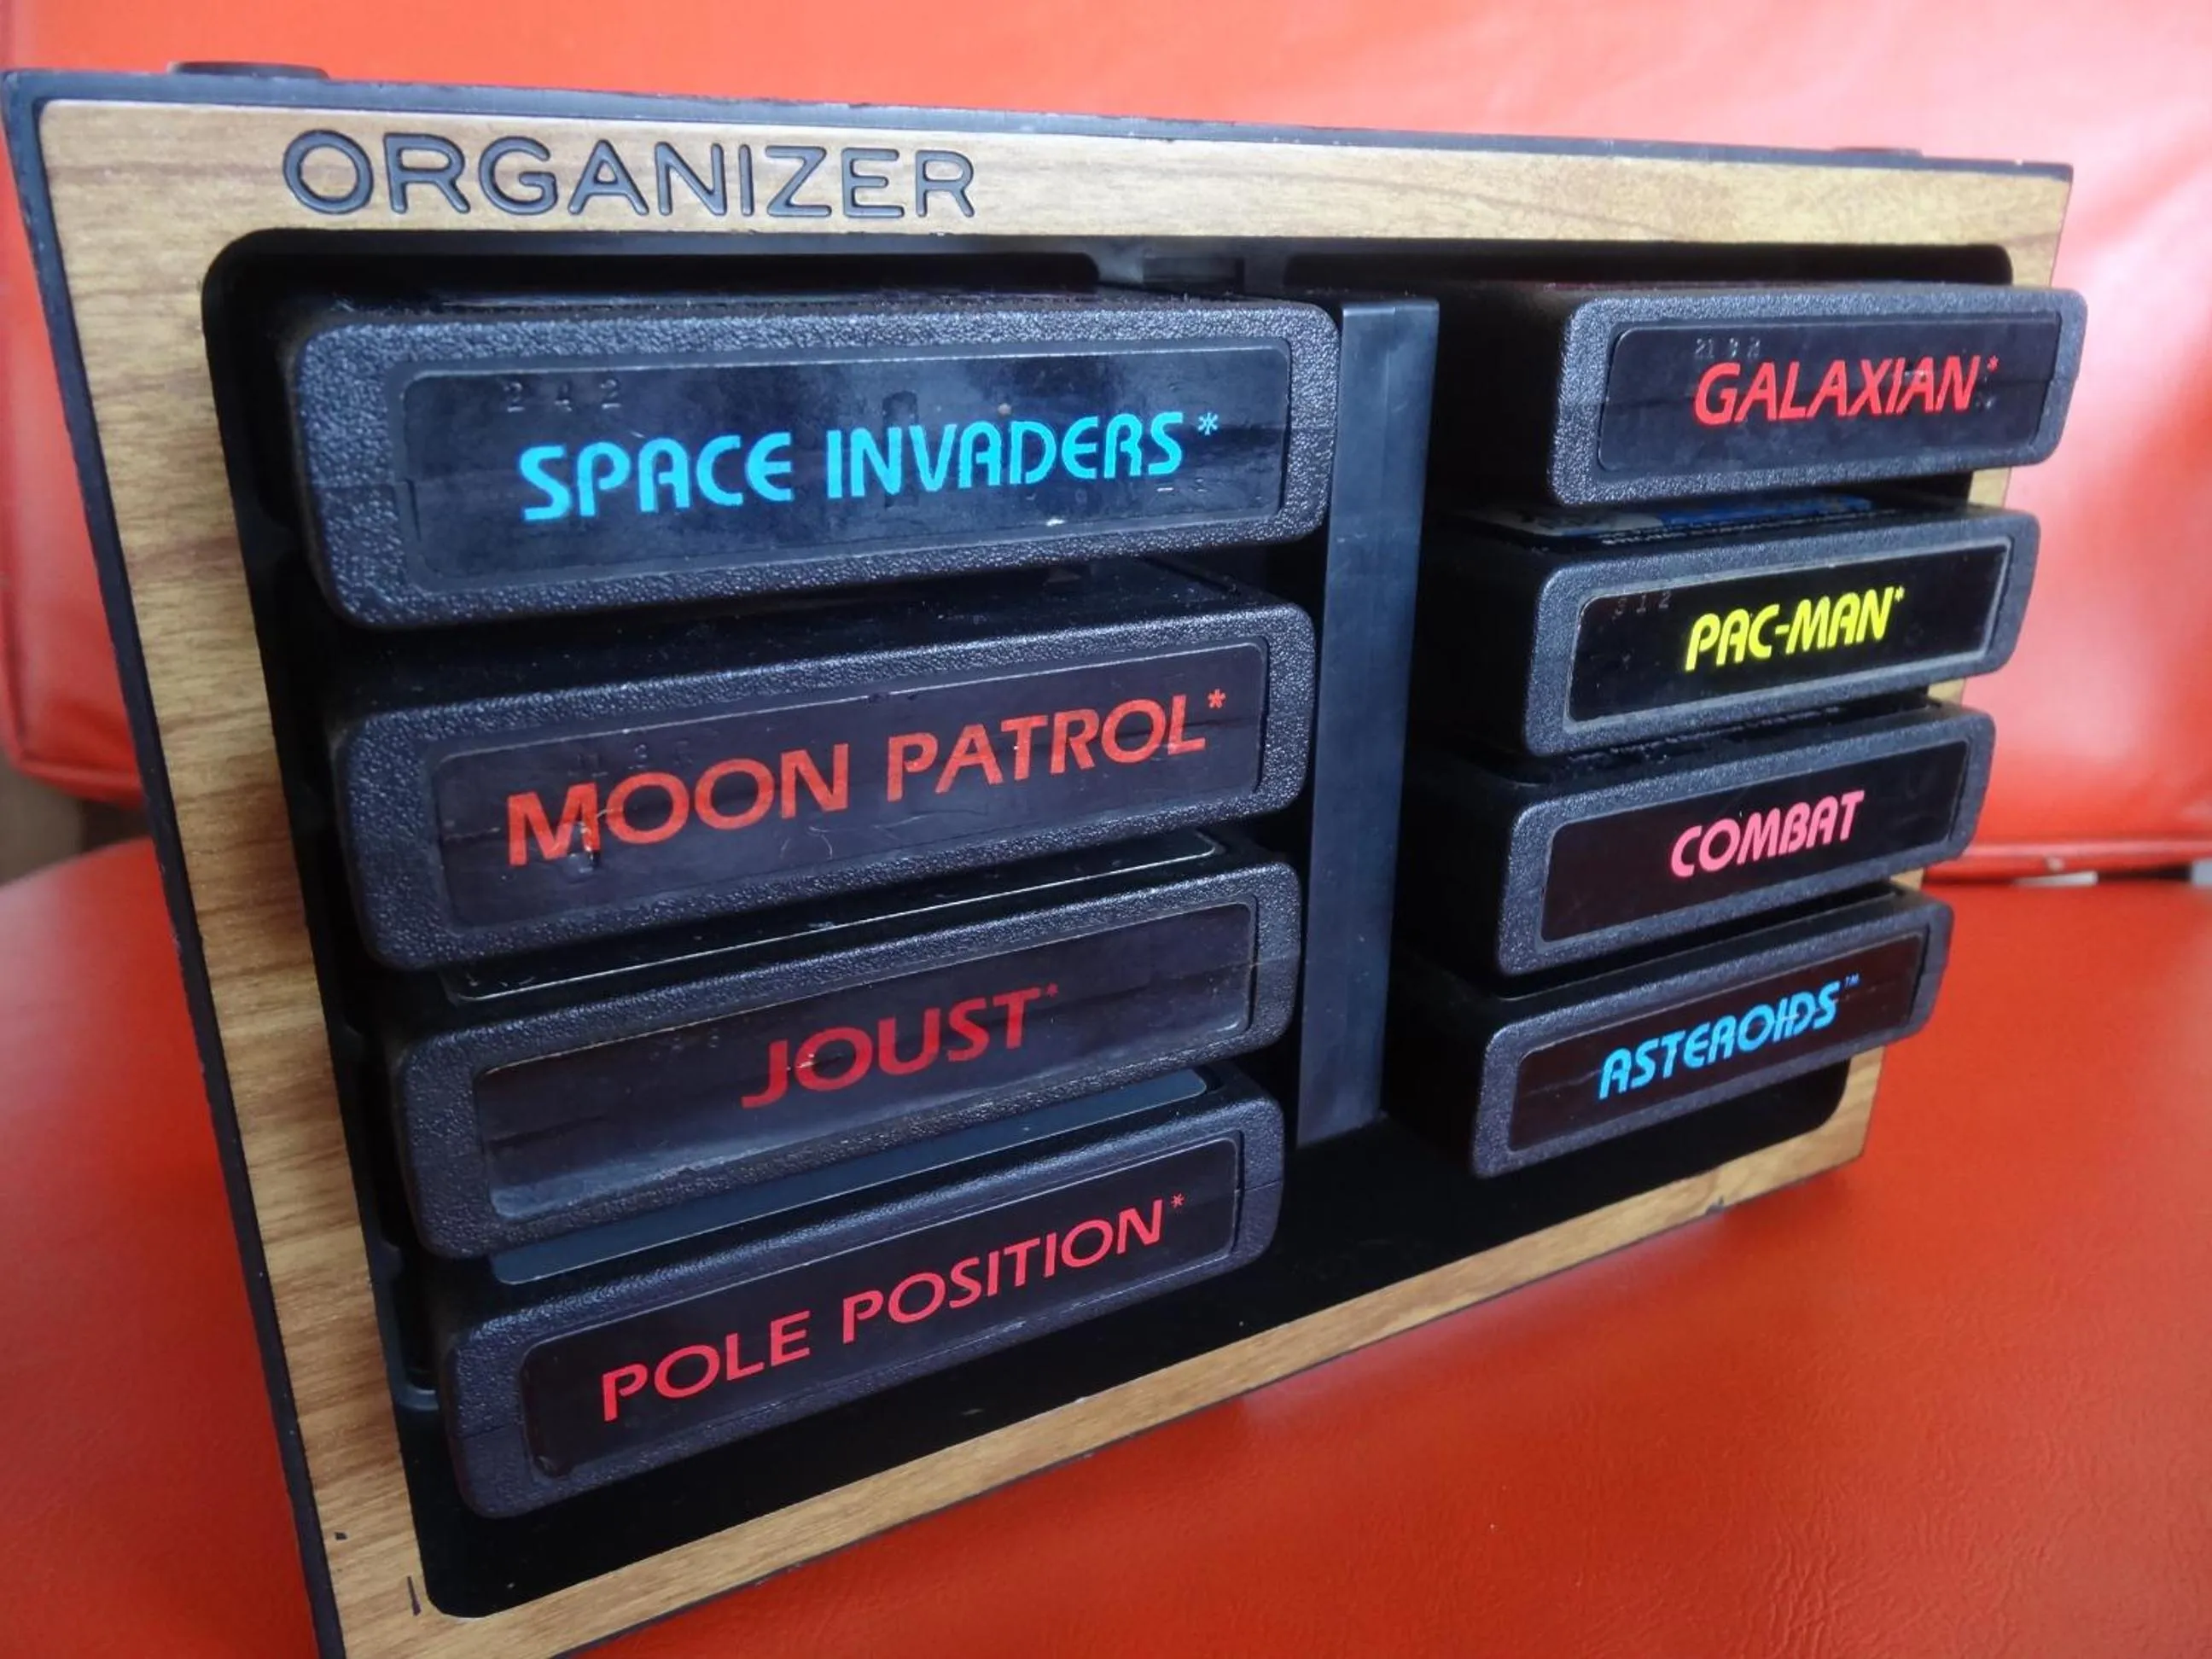 ORGANIZER
SPACE INVADERS*
MOON PATROL*
JOUST*
POLE POSITION*
GALAXIAN*
PAC-MAN*
COMBAT
ASTEROIDS™